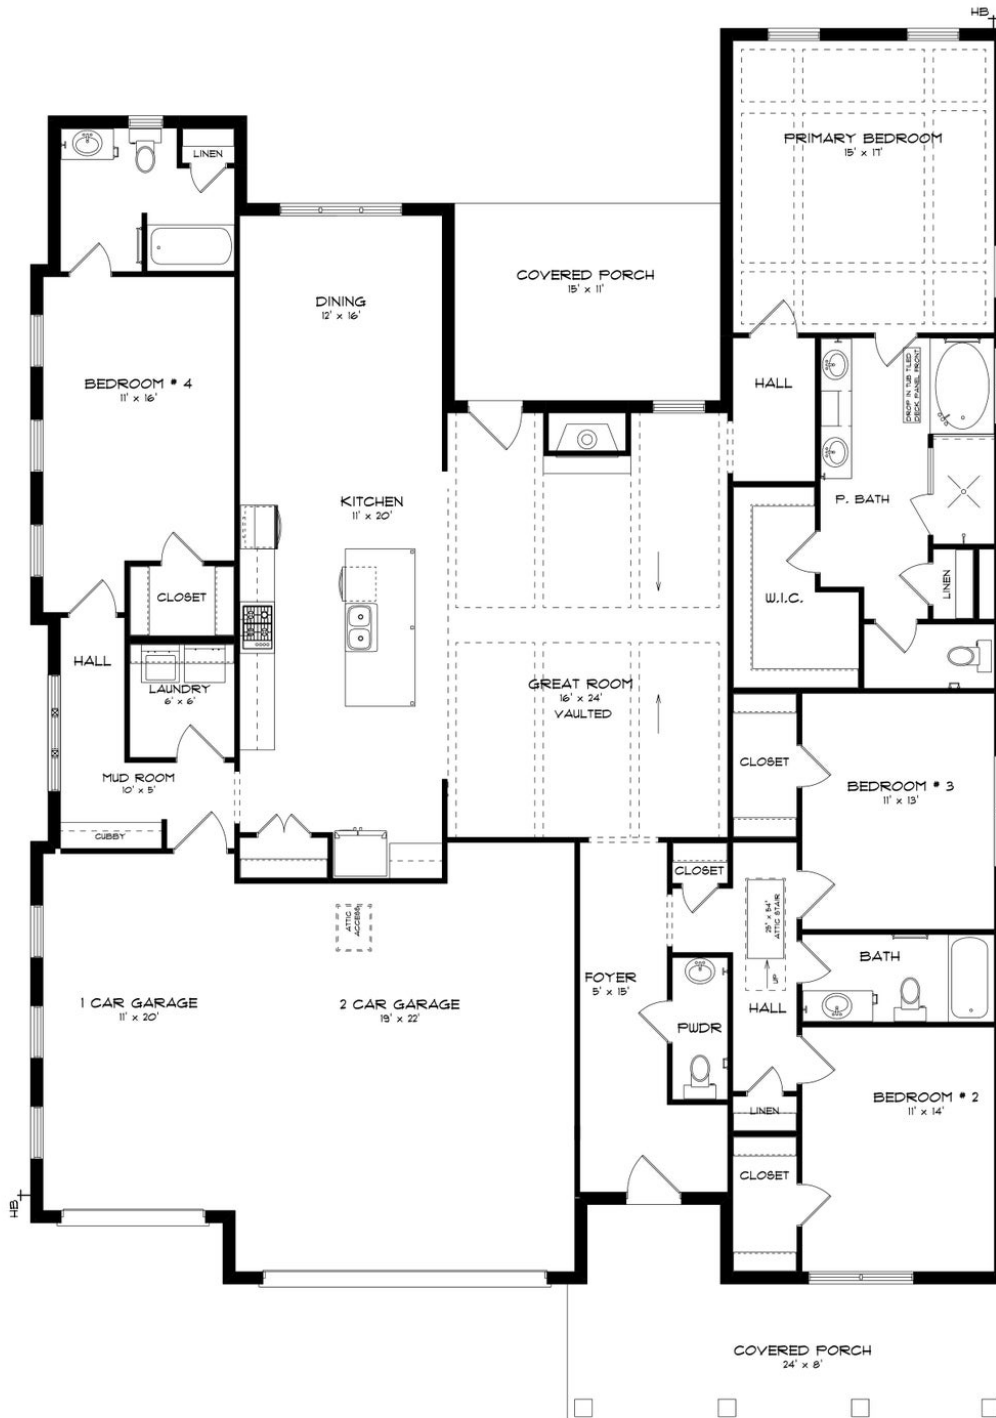 HB
PRIMARY BEDROOM
15' x 17'
LINEN
COVERED PORCH
15' x 11'
DINING
12' x 16'
BEDROOM # 4
11' x 16'
HALL
DROP IN TUB TILED
DECK PANEL FRONT
KITCHEN
11' x 20'
P. BATH
CLOSET
W.I.C.
LINEN
HALL
LAUNDRY
6' x 6'
GREAT ROOM
16' x 24'
VAULTED
MUD ROOM
10' x 5'
CLOSET
BEDROOM # 3
11' x 13'
CUBBY
CLOSET
ATTIC
ACCESS
25" x 54"
ATTIC STAIR
UP
BATH
FOYER
5' x 15'
1 CAR GARAGE
11' x 20'
2 CAR GARAGE
19' x 22'
HALL
PWDR
BEDROOM # 2
11' x 14'
LINEN
CLOSET
HB
COVERED PORCH
24' x 8'